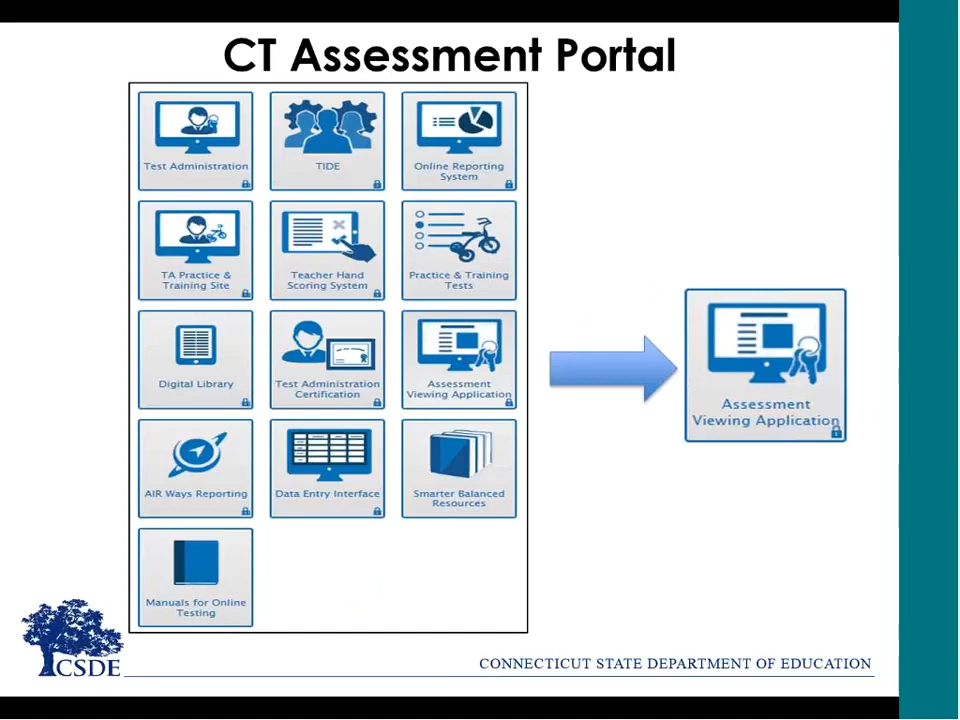 CT Assessment Portal
Test Administration
TIDE
Online Reporting
System
TA Practice &
Training Site
Teacher Hand
Scoring System
Practice & Training
Tests
Digital Library
Test Administration
Certification
Assessment
Viewing Application
Assessment
Viewing Application
AIR Ways Reporting
Data Entry Interface
Smarter Balanced
Resources
Manuals for Online
Testing
CSDE
CONNECTICUT STATE DEPARTMENT OF EDUCATION